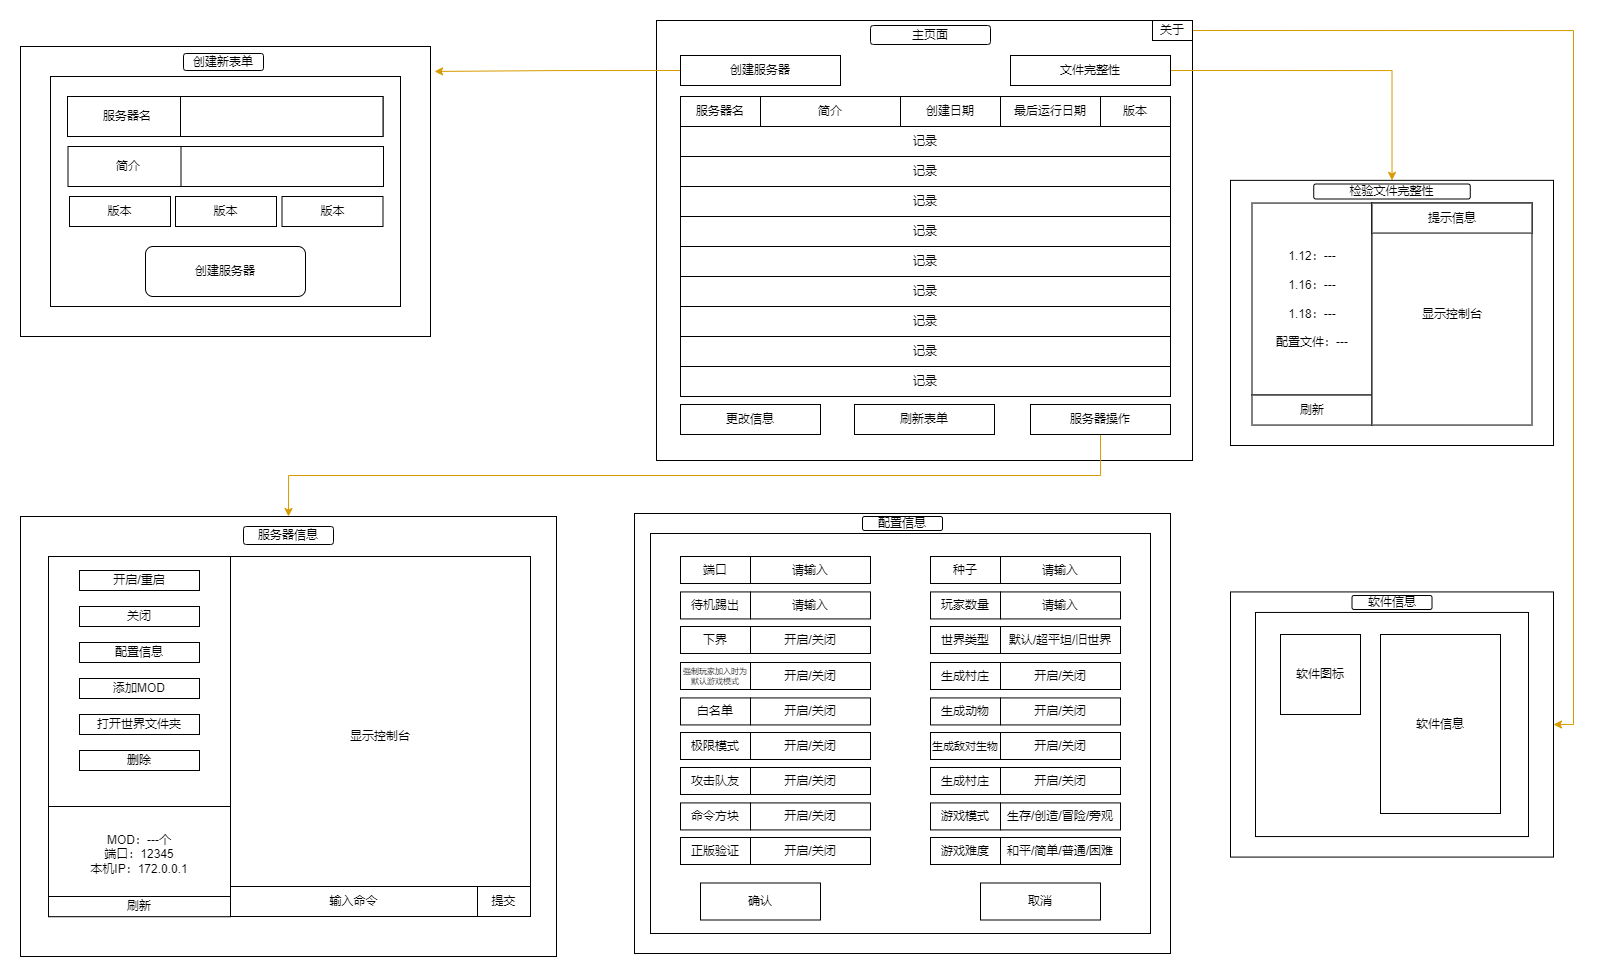 创建新表单
服务器名
简介
版本
版本
版本
创建服务器
主页面
关于
创建服务器
文件完整性
服务器名
简介
创建日期
最后运行日期
版本
记录
记录
记录
记录
记录
记录
记录
记录
记录
更改信息
刷新表单
服务器操作
检验文件完整性
提示信息
1.12：---
1.16：---
1.18：---
配置文件：---
显示控制台
刷新
服务器信息
开启/重启
关闭
配置信息
添加MOD
打开世界文件夹
删除
显示控制台
MOD：---个
端口：12345
本机IP：172.0.0.1
刷新
输入命令
提交
配置信息
端口
请输入
种子
请输入
待机踢出
请输入
玩家数量
请输入
下界
开启/关闭
世界类型
默认/超平坦/旧世界
强制玩家加入时为
默认游戏模式
开启/关闭
生成村庄
开启/关闭
白名单
开启/关闭
生成动物
开启/关闭
极限模式
开启/关闭
生成敌对生物
开启/关闭
攻击队友
开启/关闭
生成村庄
开启/关闭
命令方块
开启/关闭
游戏模式
生存/创造/冒险/旁观
正版验证
开启/关闭
游戏难度
和平/简单/普通/困难
确认
取消
软件信息
软件图标
软件信息